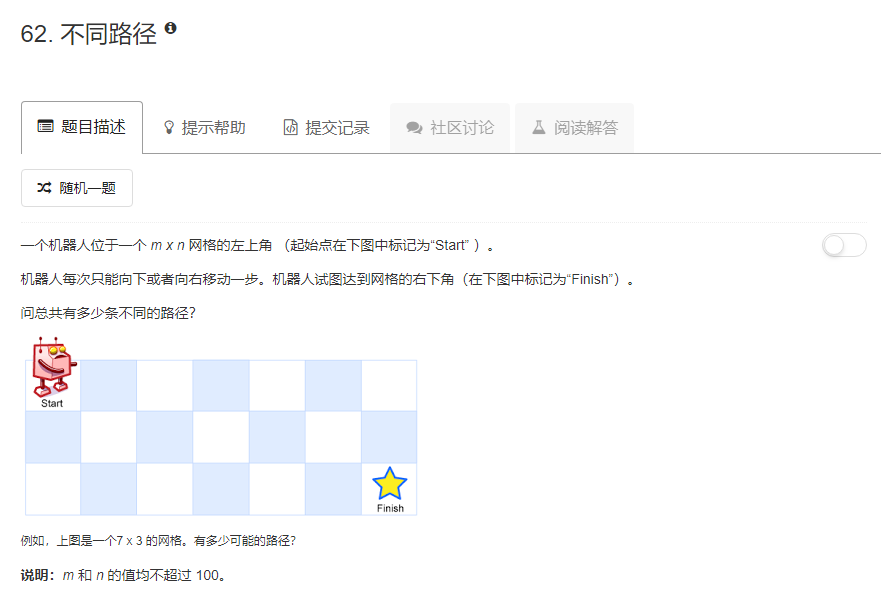 62. 不同路径
题目描述 提示帮助 提交记录 社区讨论 阅读解答
随机一题
一个机器人位于一个 m x n 网格的左上角 （起始点在下图中标记为“Start” ）。
机器人每次只能向下或者向右移动一步。机器人试图达到网格的右下角（在下图中标记为“Finish”）。
问总共有多少条不同的路径？
Start
Finish
例如，上图是一个7 x 3 的网格。有多少可能的路径？
说明：m 和 n 的值均不超过 100。